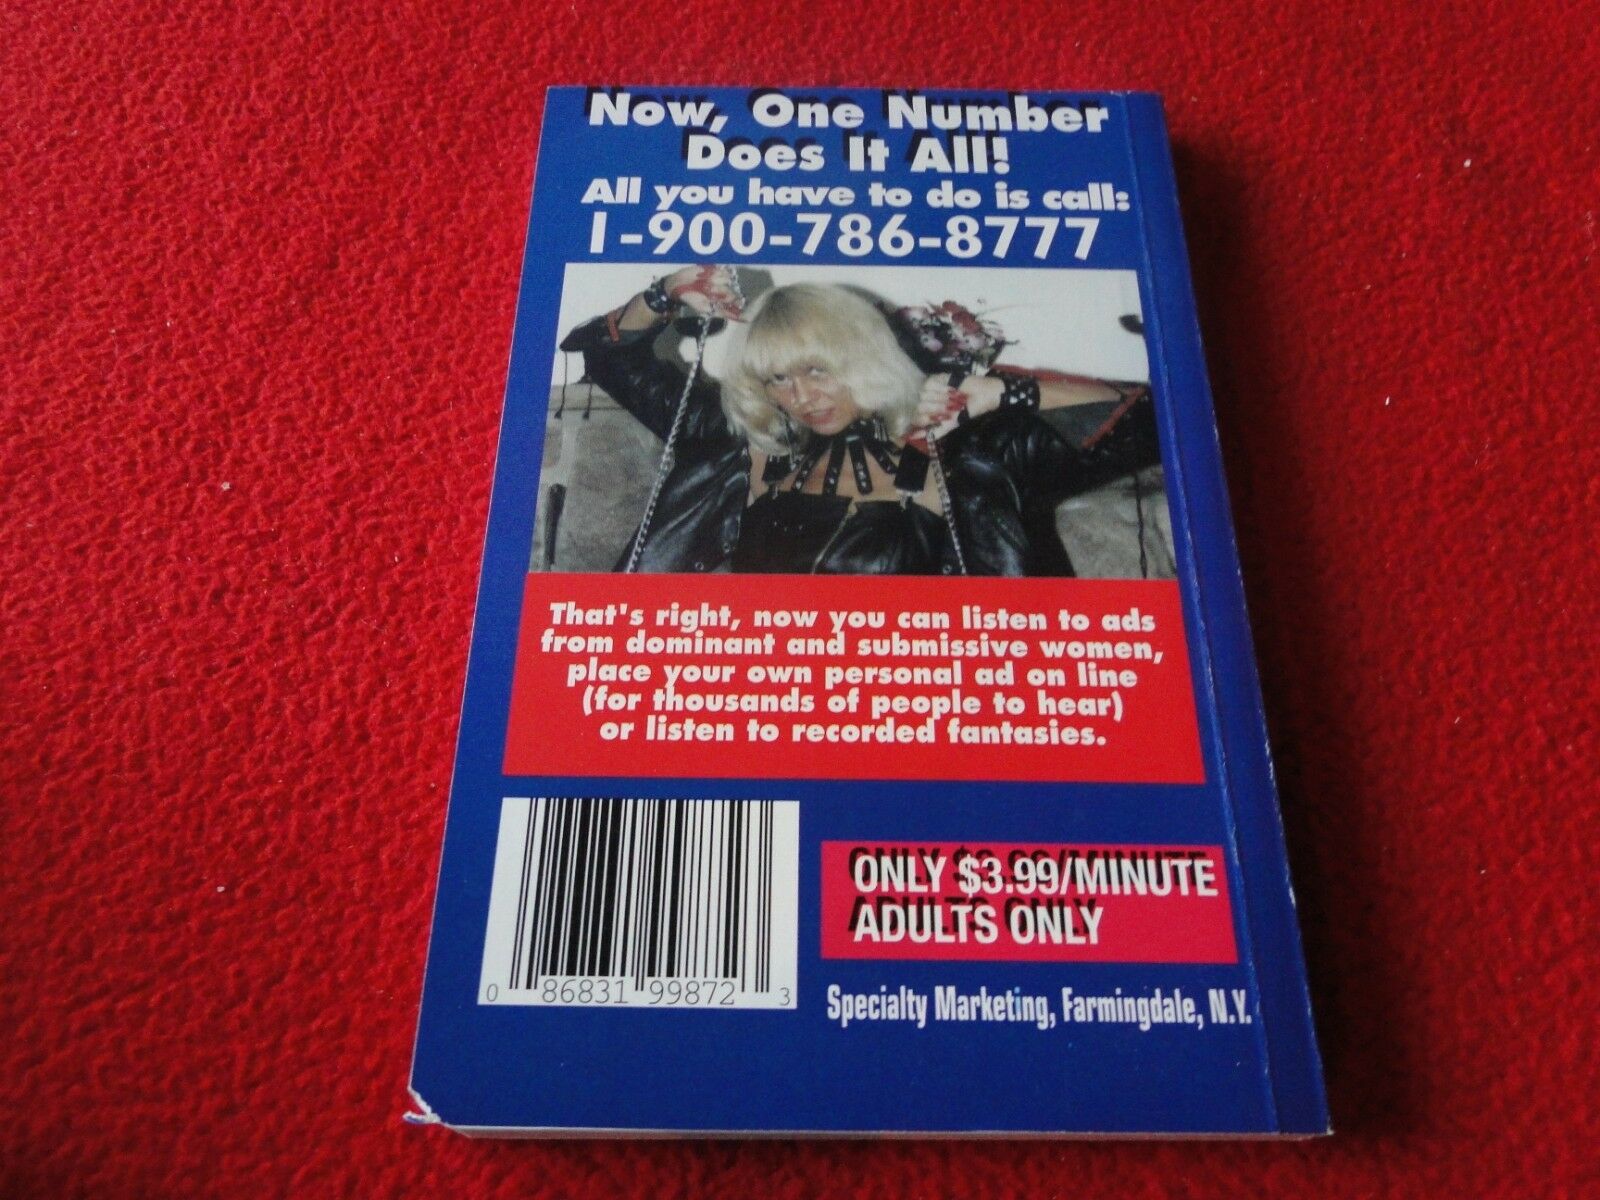 Now, One Number
Does It All!
All you have to do is call:
1-900-786-8777
That's right, now you can listen to ads
from dominant and submissive women,
place your own personal ad on line
(for thousands of people to hear)
or listen to recorded fantasies.
ONLY $3.99/MINUTE
ADULTS ONLY
0 86831 99872 3
Specialty Marketing, Farmingdale, N.Y.